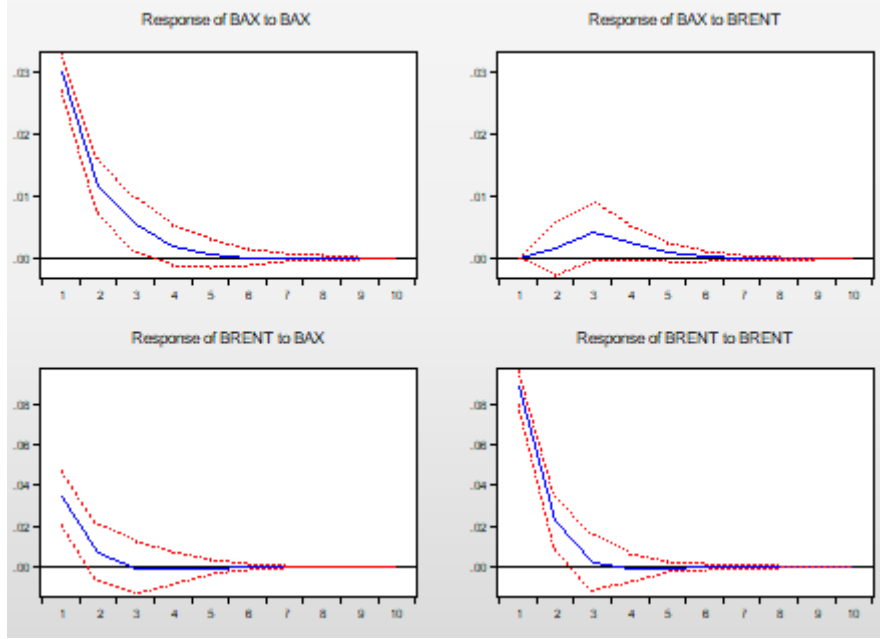 Response of BAX to BAX
.03
.02
.01
.00
1 2 3 4 5 6 7 8 9 10
Response of BAX to BRENT
.03
.02
.01
.00
1 2 3 4 5 6 7 8 9 10
Response of BRENT to BAX
.08
.06
.04
.02
.00
1 2 3 4 5 6 7 8 9 10
Response of BRENT to BRENT
.08
.06
.04
.02
.00
1 2 3 4 5 6 7 8 9 10